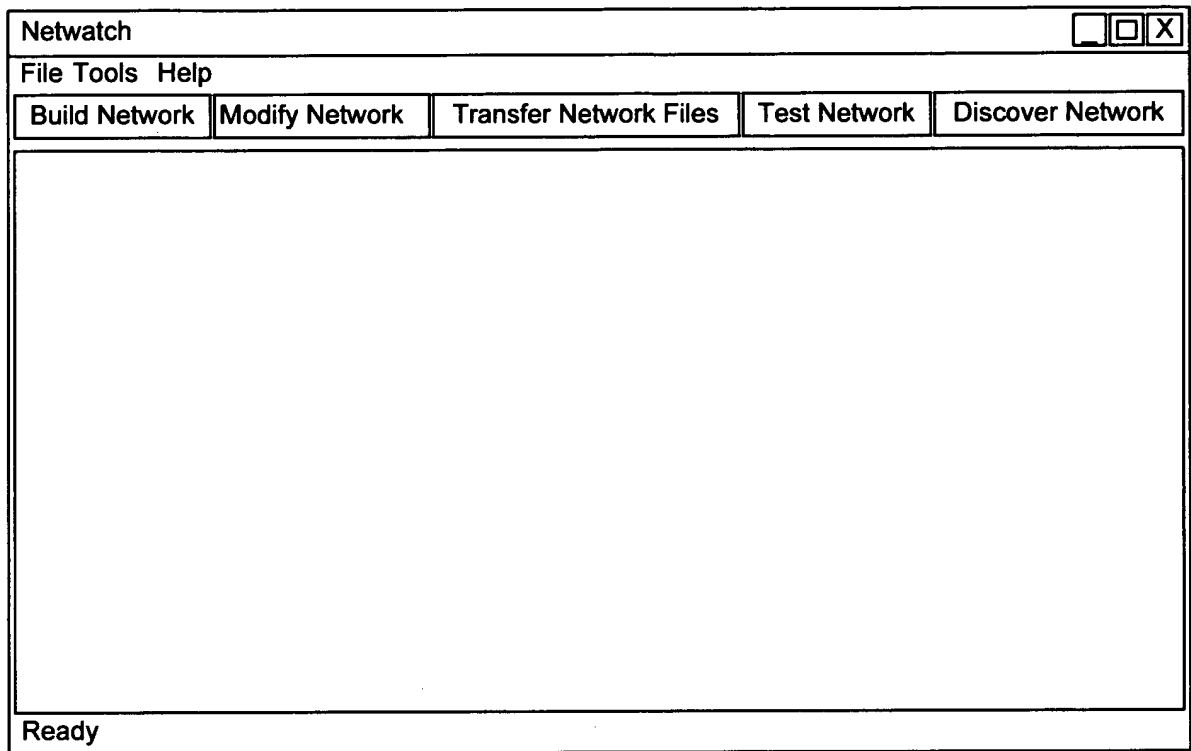 Netwatch
File Tools Help
Build Network Modify Network Transfer Network Files Test Network Discover Network
Ready